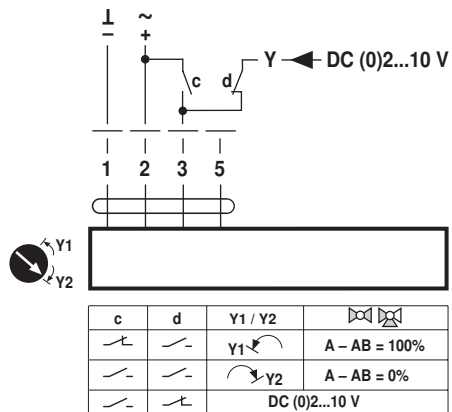 ⊥ ~
– +
c d Y DC (0)2...10 V
1 2 3 5
Y1
Y2
c d Y1 / Y2
Y1 A – AB = 100%
Y2 A – AB = 0%
DC (0)2...10 V